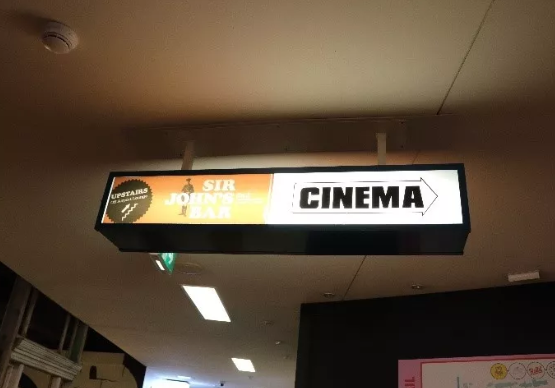 UPSTAIRS
SIR
JOHN'S
BAR
CINEMA